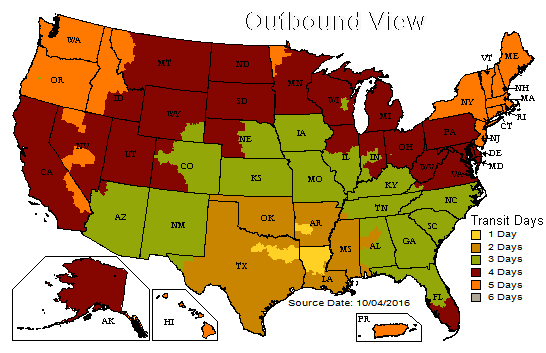 Outbound View
WA
VT
ME
MT
ND
OR
MN
ID
NH
WI
SD
NY
MA
WY
MI
RI
CT
IA
PA
NE
NV
NJ
OH
IL
IN
UT
DE
CO
WV
MD
CA
KS
MO
VA
KY
NC
TN
OK
AZ
NM
AR
SC
Transit Days
1 Day
MS
AL
GA
2 Days
3 Days
TX
4 Days
LA
5 Days
FL
6 Days
Source Date: 10/04/2016
AK
HI
PR